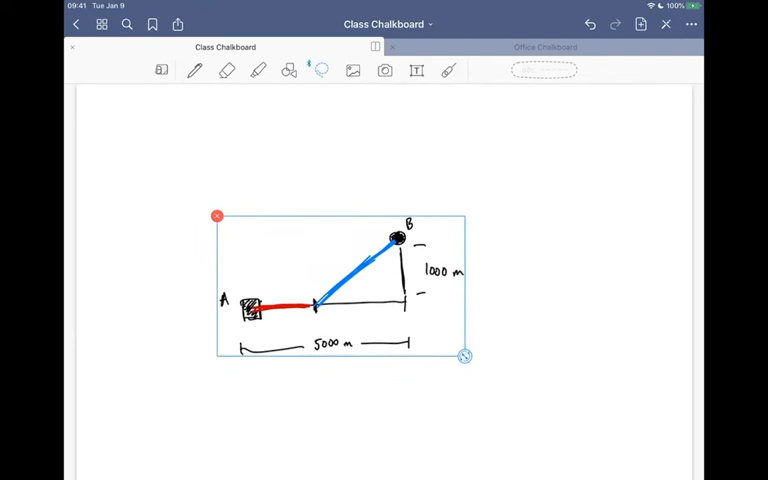 09:41 Tue Jan 9
100%
Class Chalkboard
Class Chalkboard
Office Chalkboard
B
1000 m
A
5000 m